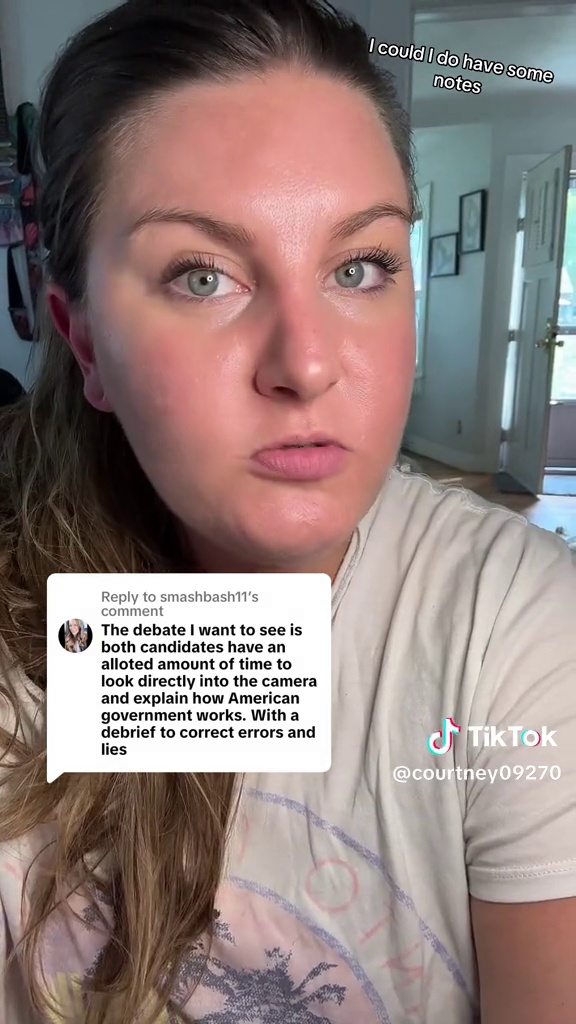 I could I do have some
notes
Reply to smashbash11's
comment
The debate I want to see is
both candidates have an
alloted amount of time to
look directly into the camera
and explain how American
government works. With a
debrief to correct errors and
lies
TikTok
@courtney09270